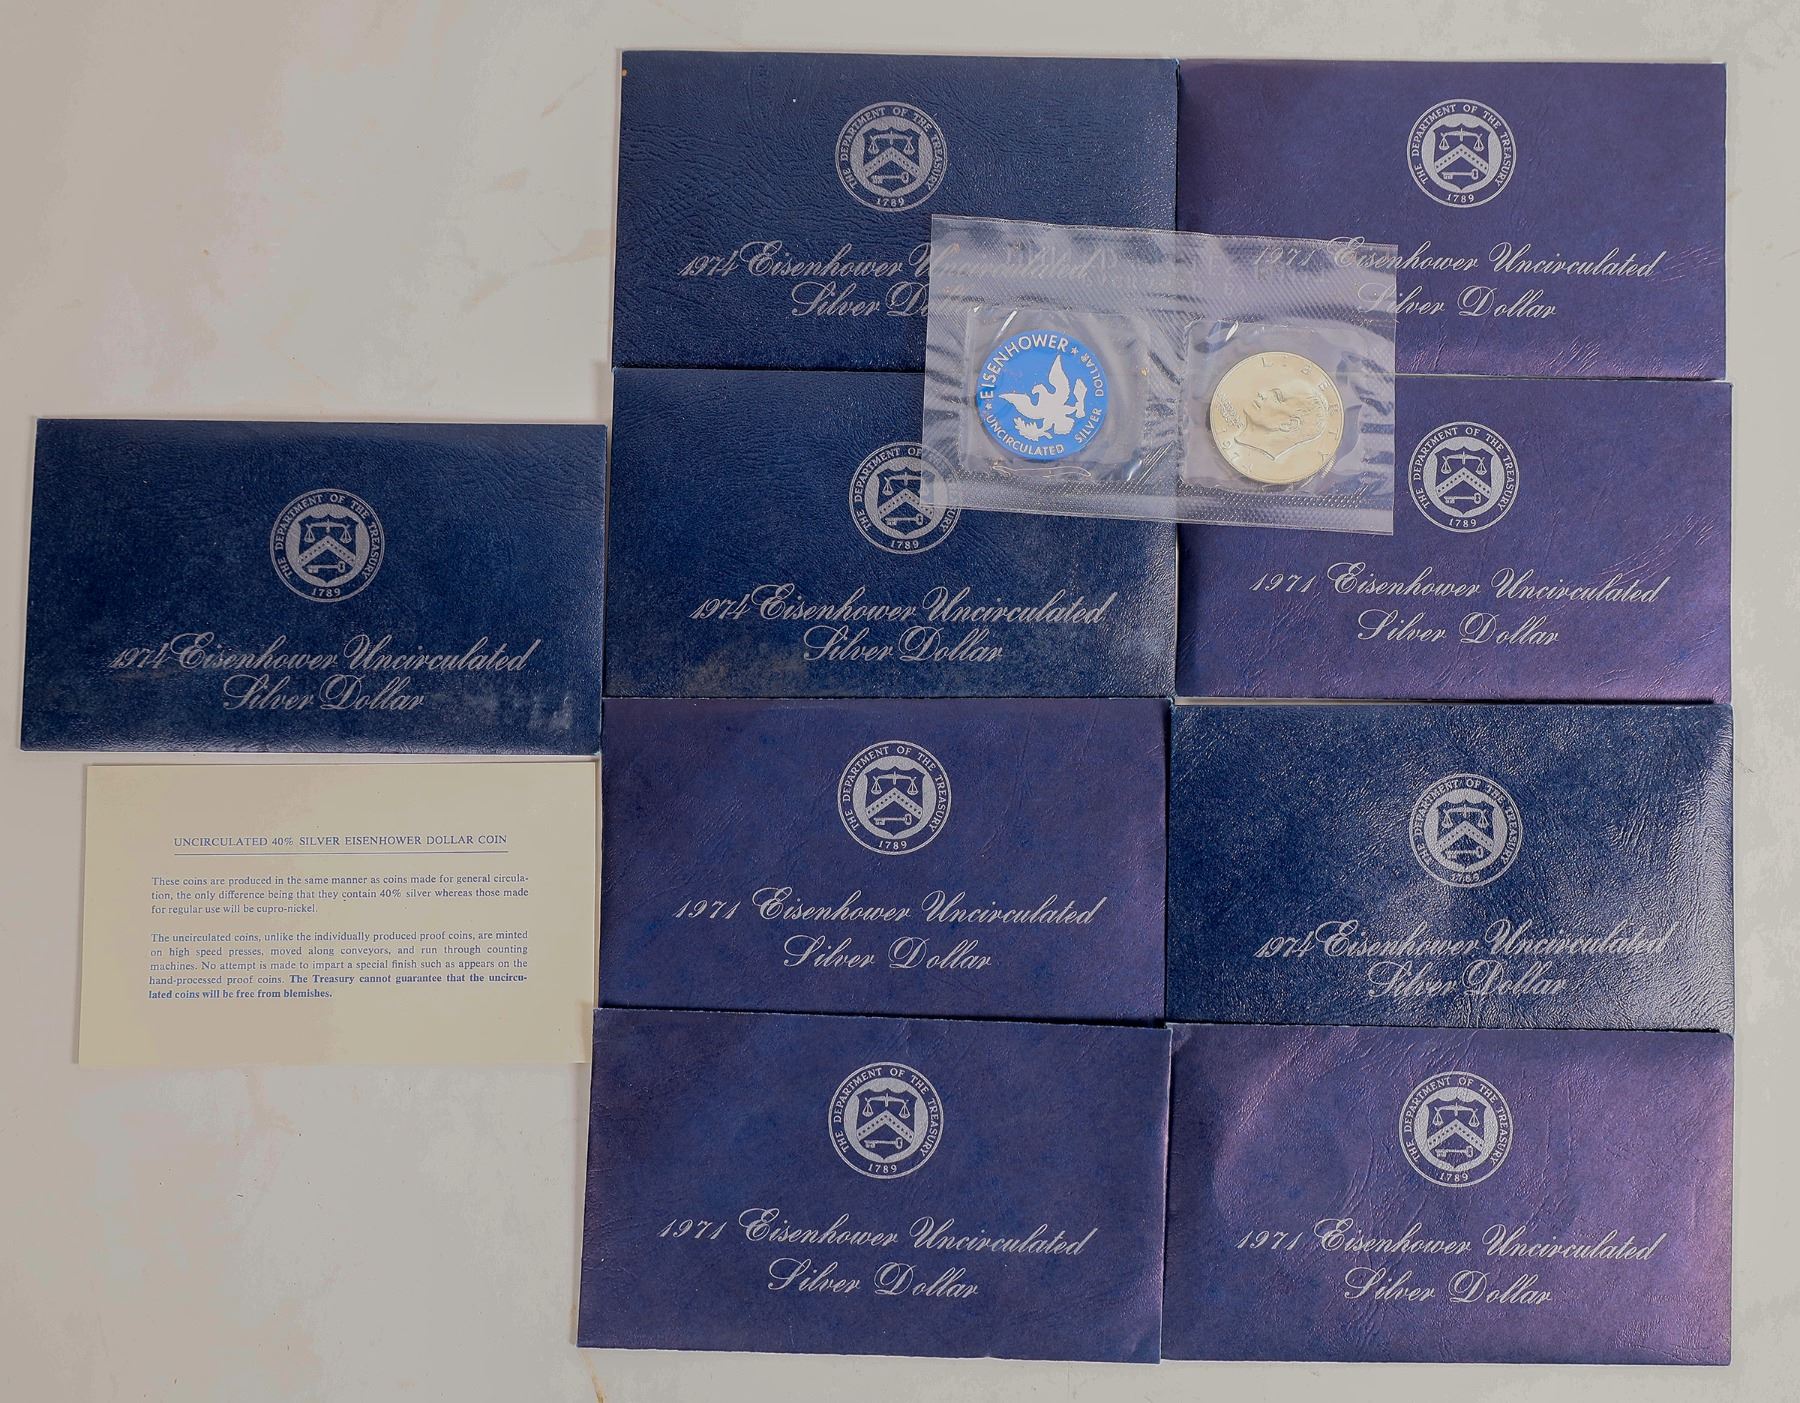 THE DEPARTMENT OF THE TREASURY
1789
1974 Eisenhower Uncirculated
Silver
THE DEPARTMENT OF THE TREASURY
1789
1971 Eisenhower Uncirculated
Silver Dollar
EISENHOWER
UNCIRCULATED SILVER DOLLAR
LIBERTY
THE DEPARTMENT OF THE TREASURY
1789
1974 Eisenhower Uncirculated
Silver Dollar
THE DEPARTMENT OF THE TREASURY
1789
1974 Eisenhower Uncirculated
Silver Dollar
THE DEPARTMENT OF THE TREASURY
1789
1971 Eisenhower Uncirculated
Silver Dollar
UNCIRCULATED 40% SILVER EISENHOWER DOLLAR COIN
These coins are produced in the same manner as coins made for general circula-
tion, the only difference being that they contain 40% silver whereas those made
for regular use will be cupro-nickel.
The uncirculated coins, unlike the individually produced proof coins, are minted
on high speed presses, moved along conveyors, and run through counting
machines. No attempt is made to impart a special finish such as appears on the
hand-processed proof coins. The Treasury cannot guarantee that the uncircu-
lated coins will be free from blemishes.
THE DEPARTMENT OF THE TREASURY
1789
1971 Eisenhower Uncirculated
Silver Dollar
THE DEPARTMENT OF THE TREASURY
1789
1974 Eisenhower Uncirculated
Silver Dollar
THE DEPARTMENT OF THE TREASURY
1789
1971 Eisenhower Uncirculated
Silver Dollar
THE DEPARTMENT OF THE TREASURY
1789
1971 Eisenhower Uncirculated
Silver Dollar